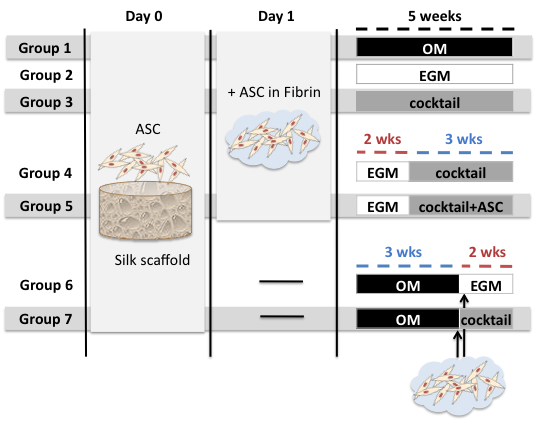 Day 0 Day 1 5 weeks
Group 1 OM
Group 2 EGM
Group 3 cocktail
+ ASC in Fibrin
ASC
2 wks 3 wks
Group 4 EGM cocktail
Group 5 EGM cocktail+ASC
Silk scaffold
3 wks 2 wks
Group 6 OM EGM
Group 7 OM cocktail